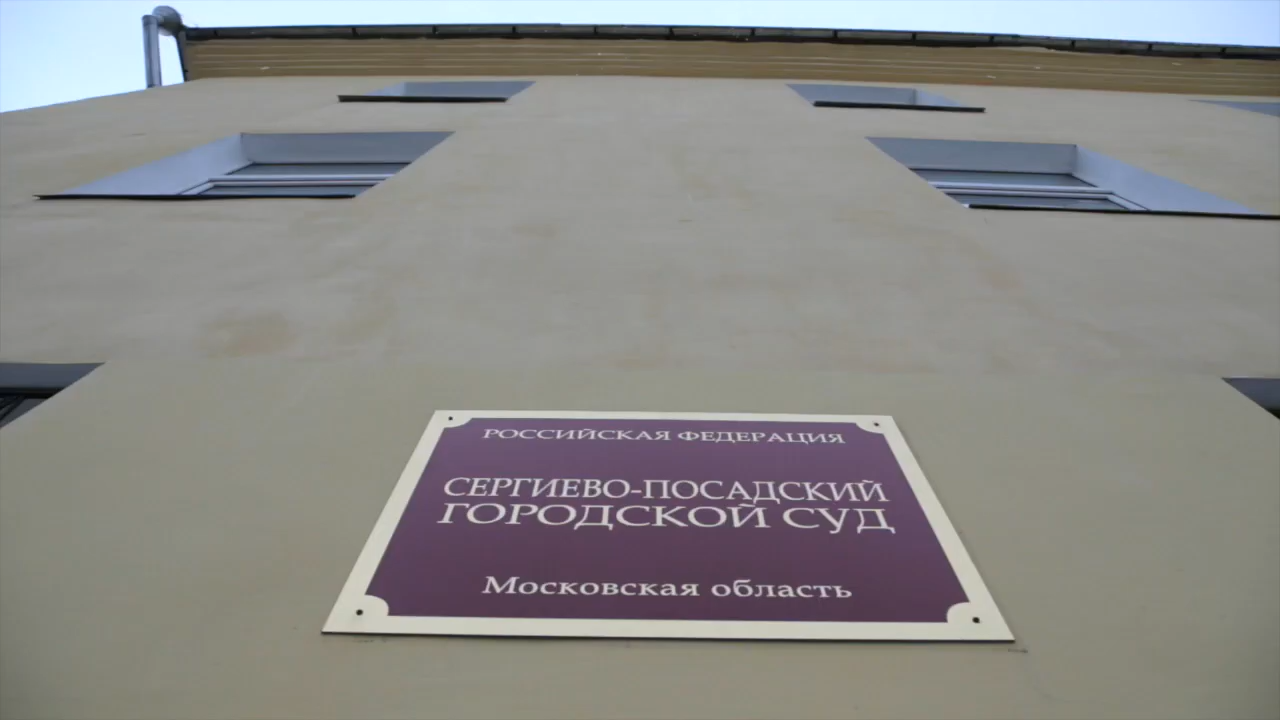 РОССИЙСКАЯ ФЕДЕРАЦИЯ
СЕРГИЕВО-ПОСАДСКИЙ
ГОРОДСКОЙ СУД
Московская область